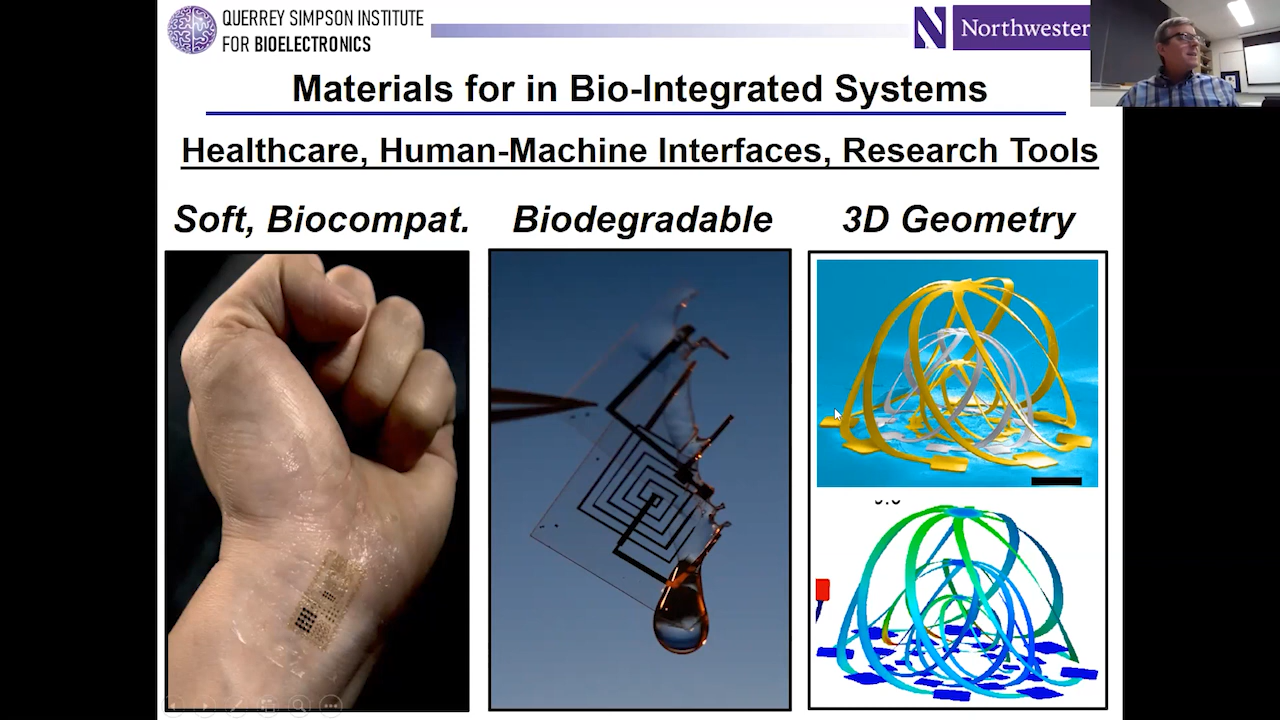 QUERREY SIMPSON INSTITUTE
FOR BIOELECTRONICS
N Northwester
Materials for in Bio-Integrated Systems
Healthcare, Human-Machine Interfaces, Research Tools
Soft, Biocompat.
Biodegradable
3D Geometry